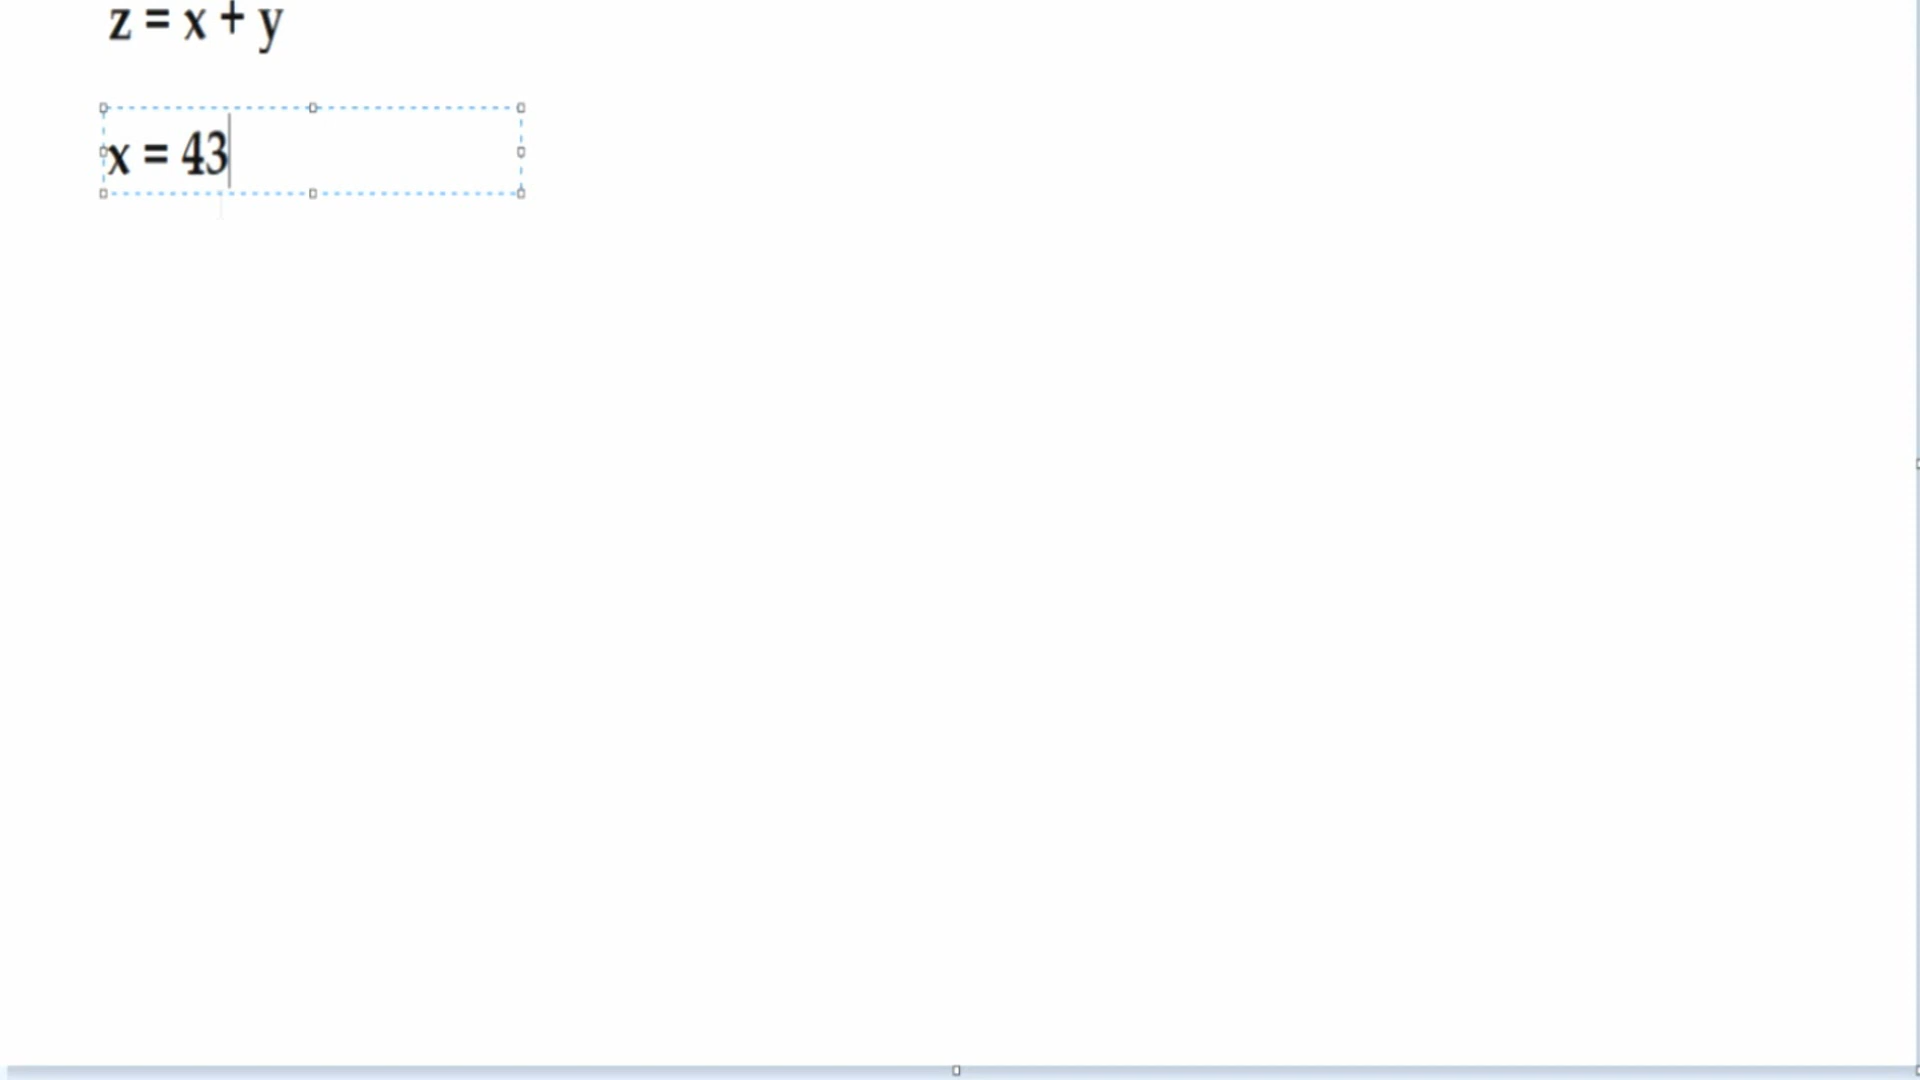 z = x + y
x = 43